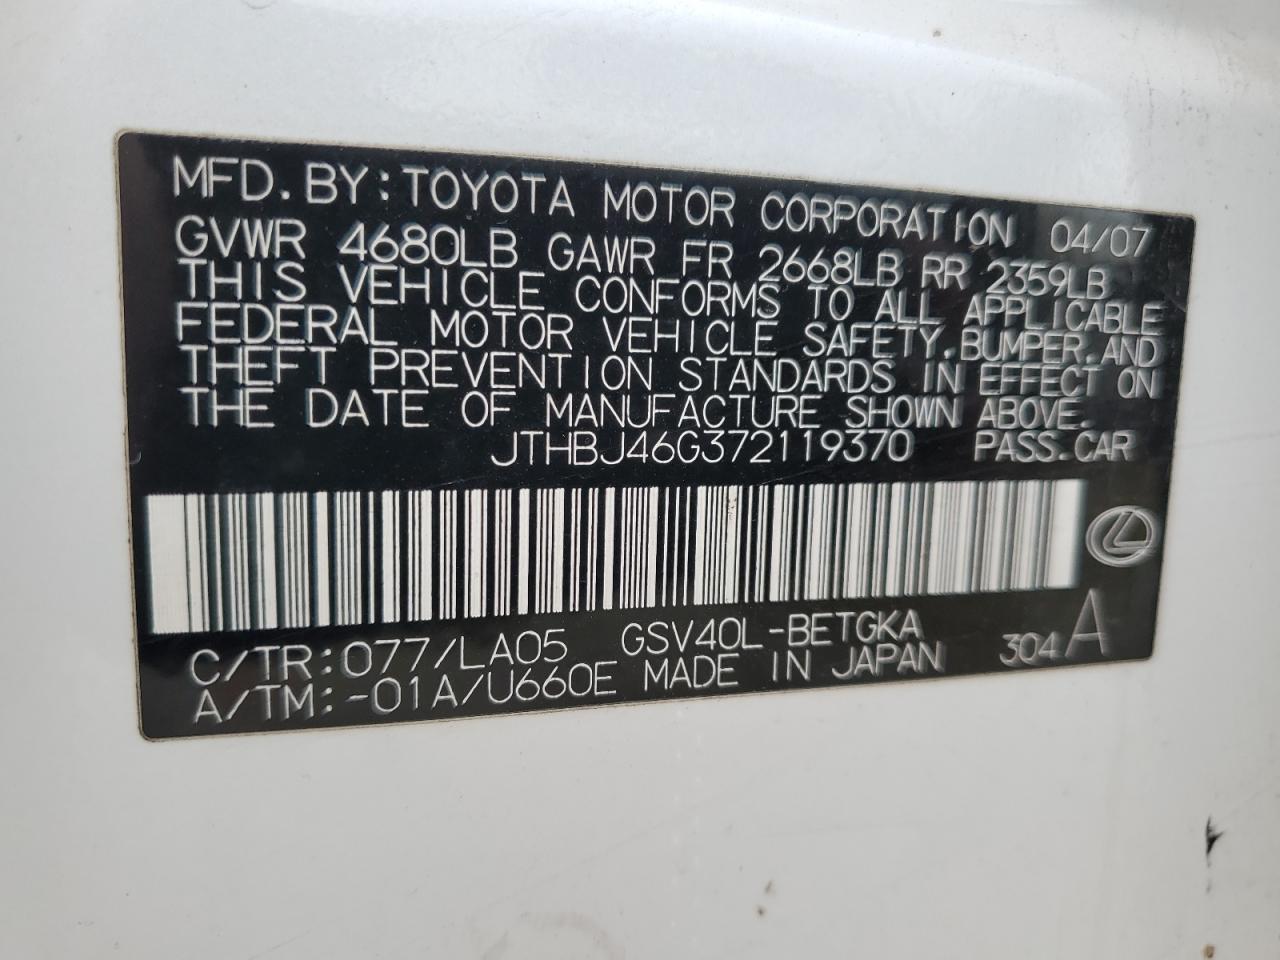 MFD. BY: TOYOTA MOTOR CORPORATION 04/07
GVWR 4680LB GAWR FR 2668LB RR 2359LB
THIS VEHICLE CONFORMS TO ALL APPLICABLE
FEDERAL MOTOR VEHICLE SAFETY, BUMPER, AND
THEFT PREVENTION STANDARDS IN EFFECT ON
THE DATE OF MANUFACTURE SHOWN ABOVE.
JTHBJ46G372119370 PASS. CAR
C/TR: 077/LA05 GSV40L-BETGKA
A/TM: -01A/U660E MADE IN JAPAN 304 A